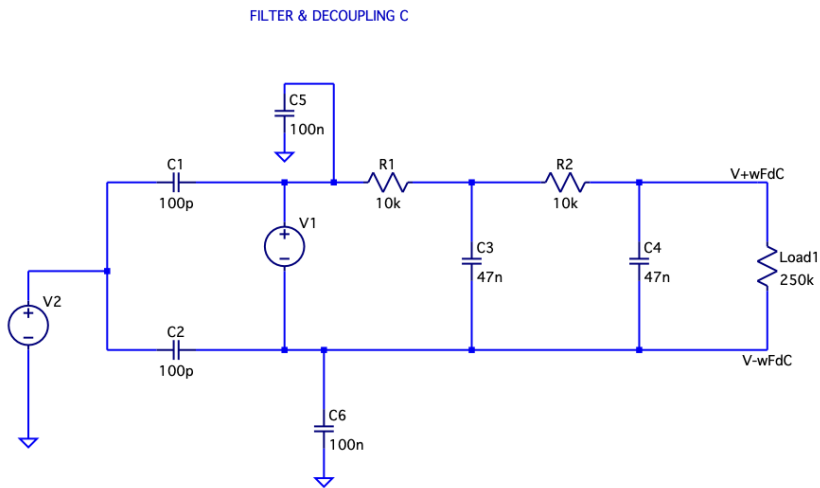 FILTER & DECOUPLING C
C5
100n
C1
100p
R1
10k
R2
10k
V+wFdC
V1
+
−
C3
47n
C4
47n
Load1
250k
V2
+
−
C2
100p
V-wFdC
C6
100n